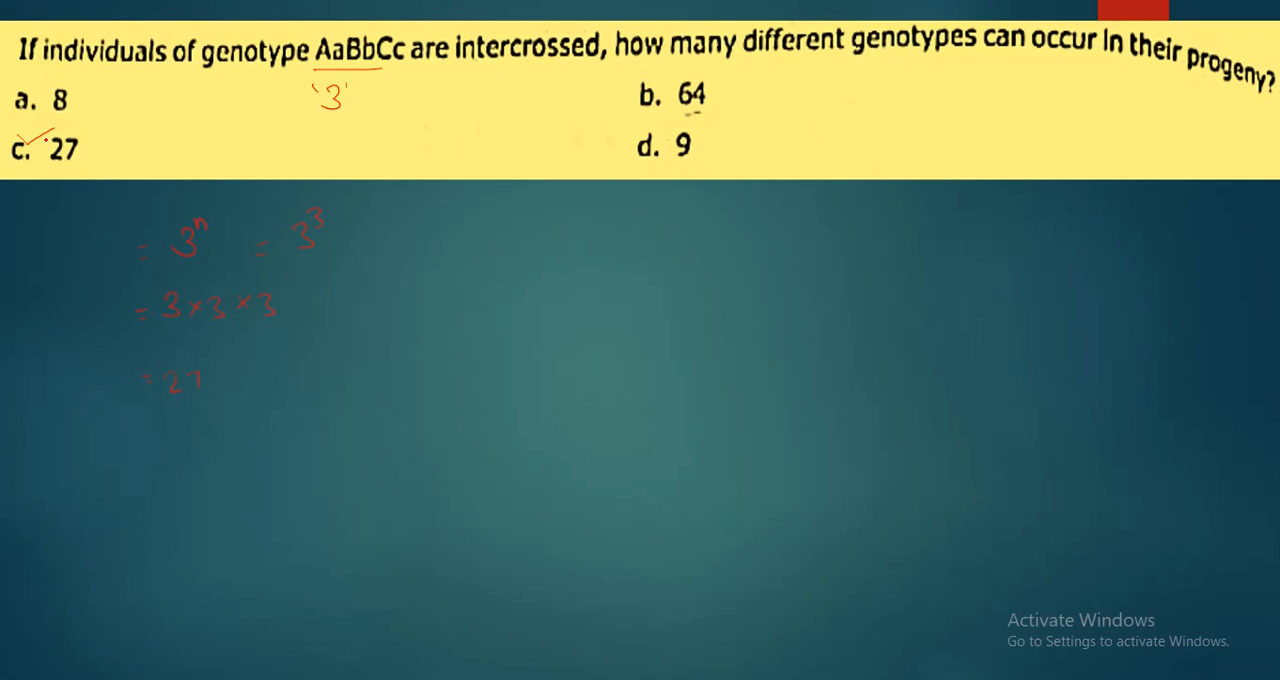 If individuals of genotype AaBbCc are intercrossed, how many different genotypes can occur in their progeny?
'3'
a. 8
b. 64
c. 27
d. 9
= 3ⁿ = 3³
= 3 × 3 × 3
= 27
Activate Windows
Go to Settings to activate Windows.